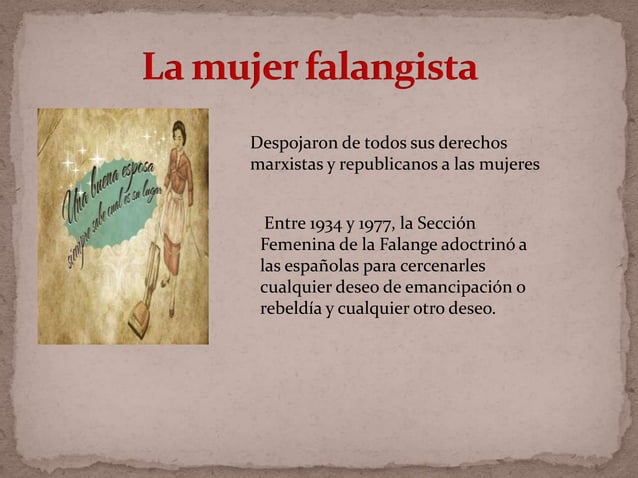 La mujer falangista
Una buena esposa
siempre sabe cual es su lugar
Despojaron de todos sus derechos
marxistas y republicanos a las mujeres
Entre 1934 y 1977, la Sección
Femenina de la Falange adoctrinó a
las españolas para cercenarles
cualquier deseo de emancipación o
rebeldía y cualquier otro deseo.